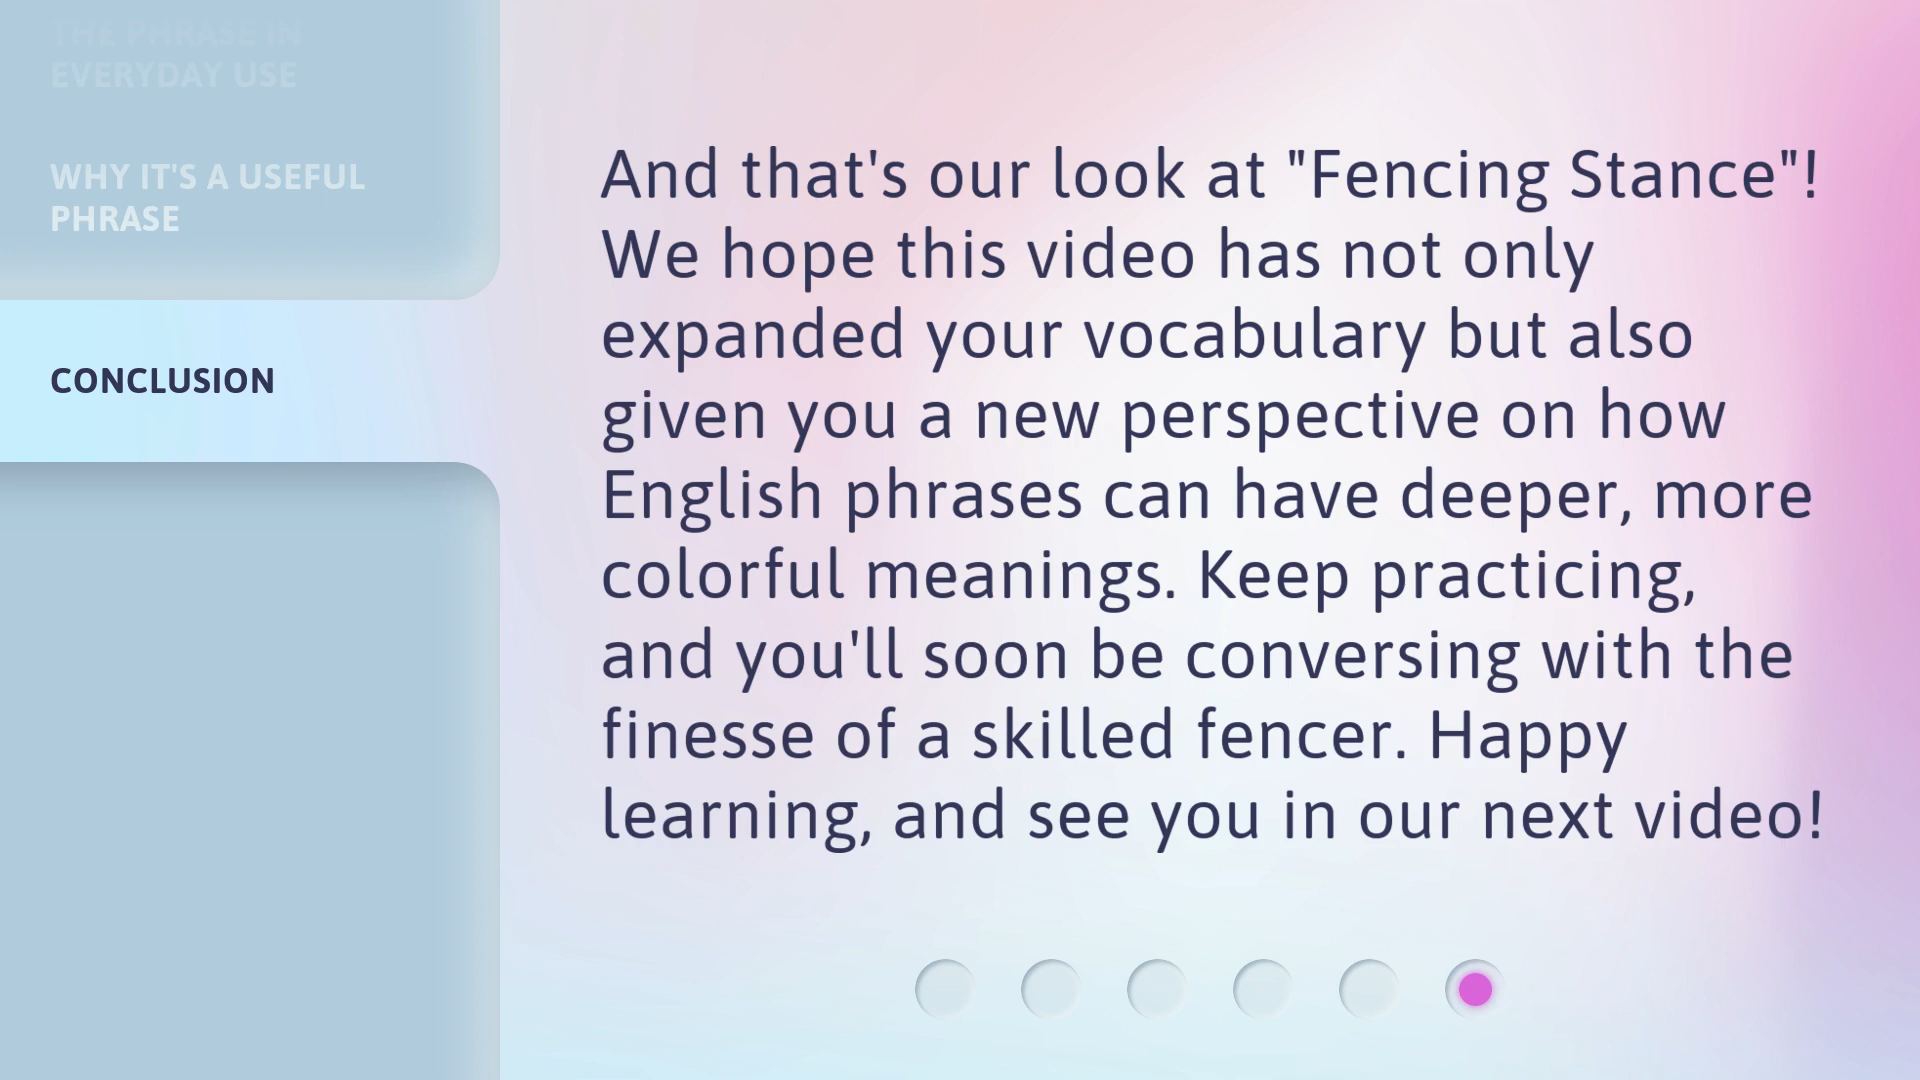 THE PHRASE IN
EVERYDAY USE
WHY IT'S A USEFUL
PHRASE
CONCLUSION
And that's our look at "Fencing Stance"!
We hope this video has not only
expanded your vocabulary but also
given you a new perspective on how
English phrases can have deeper, more
colorful meanings. Keep practicing,
and you'll soon be conversing with the
finesse of a skilled fencer. Happy
learning, and see you in our next video!